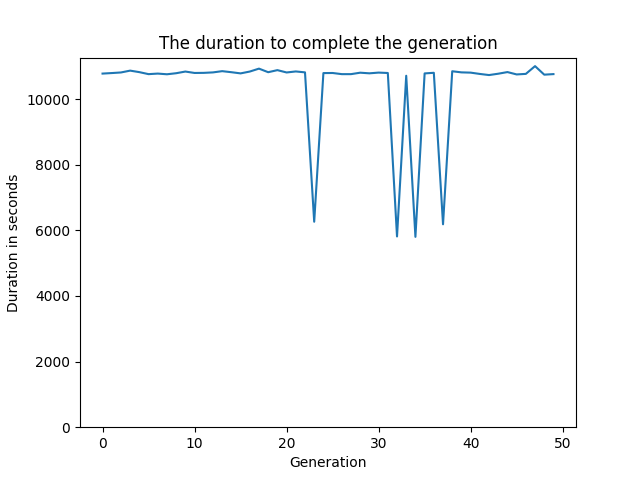 The duration to complete the generation
Duration in seconds
10000
8000
6000
4000
2000
0
0 10 20 30 40 50
Generation